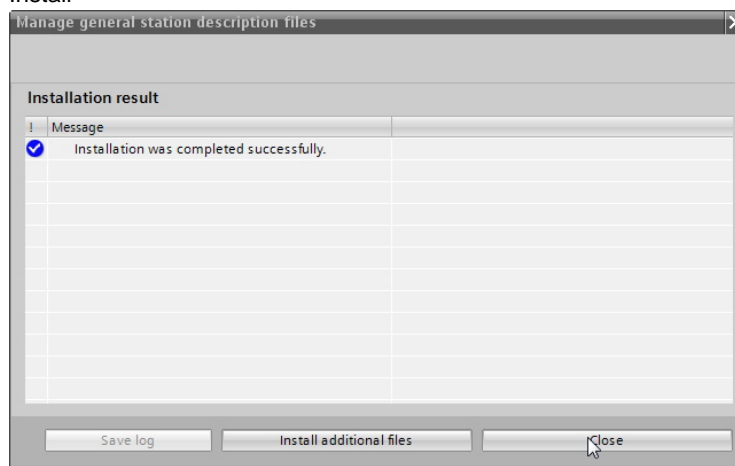 Install
Manage general station description files
Installation result
! Message
Installation was completed successfully.
Save log Install additional files Close